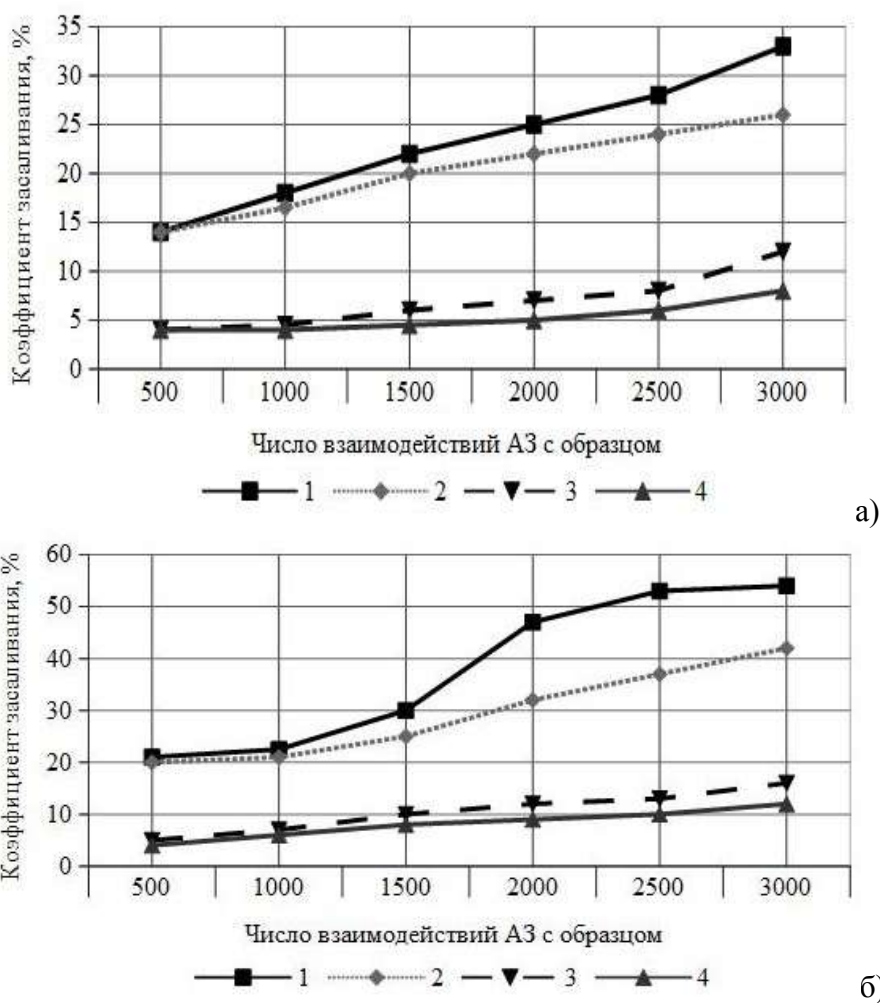 Коэффициент засаливания, %
35
30
25
20
15
10
5
0
500 1000 1500 2000 2500 3000
Число взаимодействий АЗ с образцом
1 2 3 4
а)
Коэффициент засаливания, %
60
50
40
30
20
10
0
500 1000 1500 2000 2500 3000
Число взаимодействий АЗ с образцом
1 2 3 4
б)